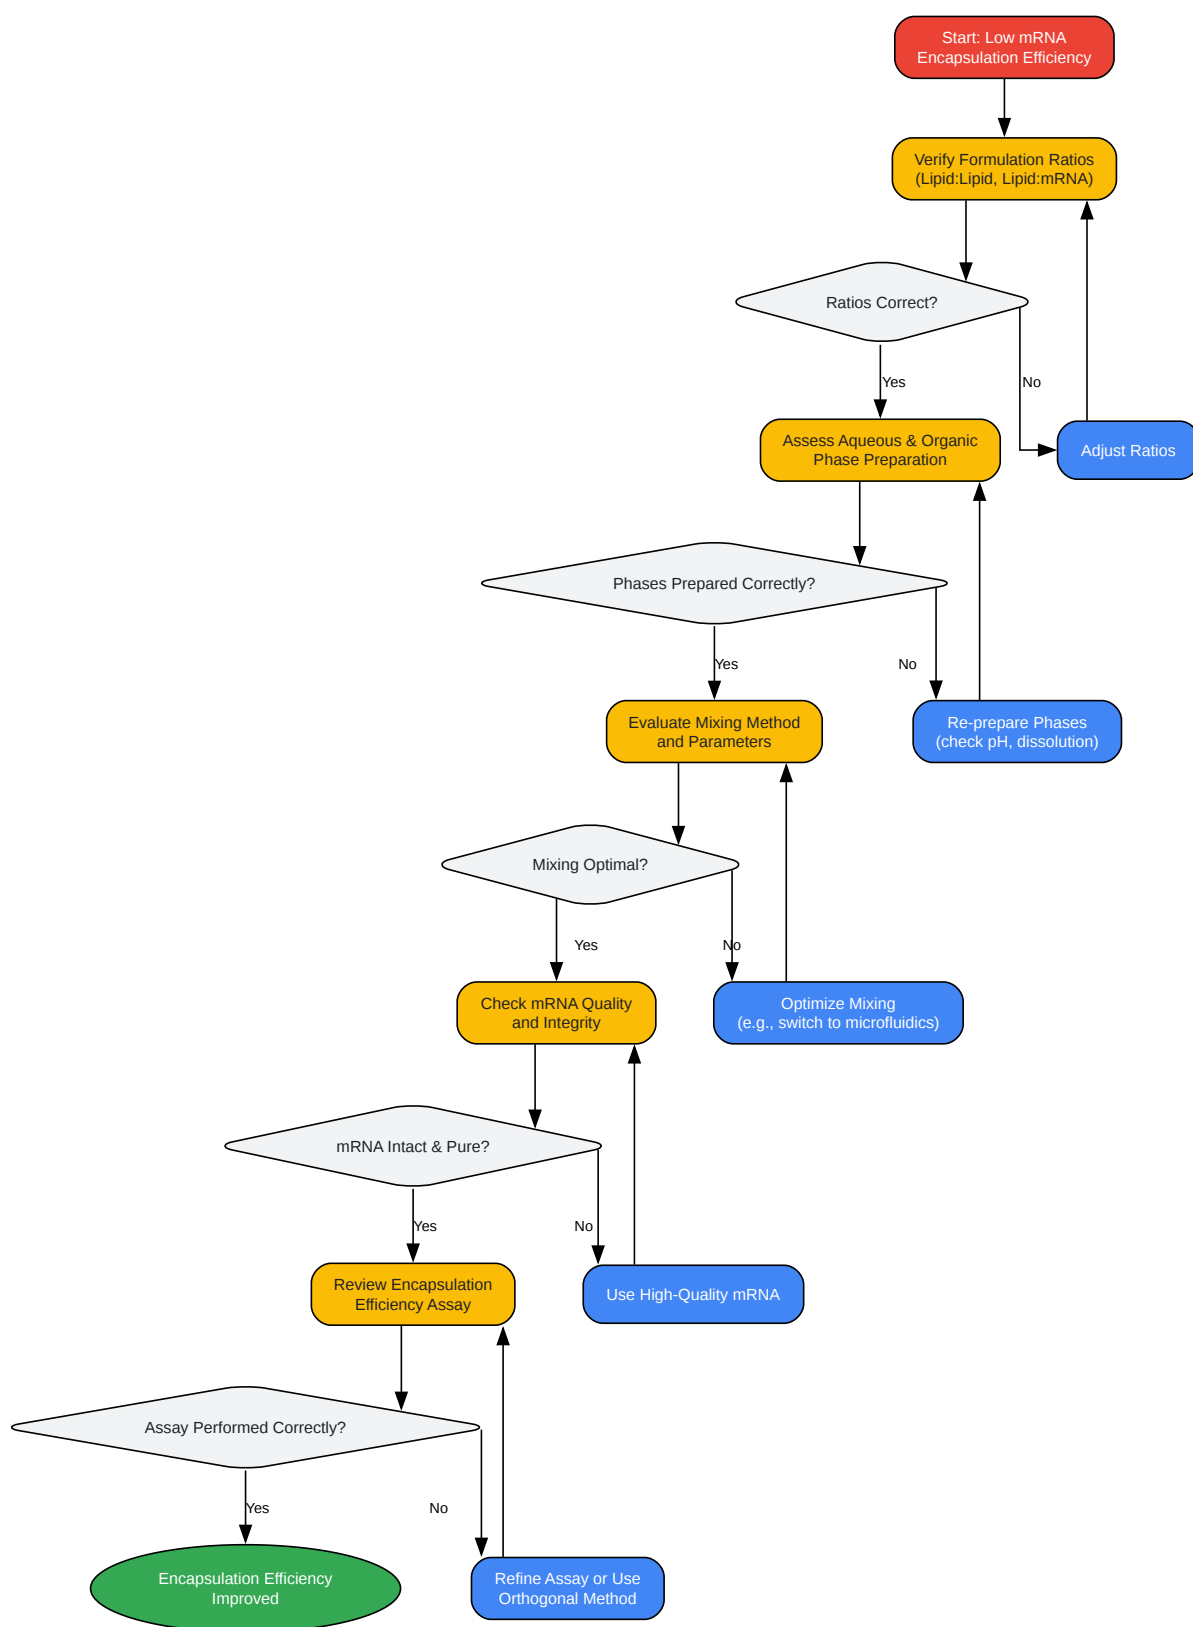 Start: Low mRNA
Encapsulation Efficiency
Verify Formulation Ratios
(Lipid:Lipid, Lipid:mRNA)
Ratios Correct?
Yes
No
Assess Aqueous & Organic
Phase Preparation
Adjust Ratios
Phases Prepared Correctly?
Yes
No
Evaluate Mixing Method
and Parameters
Re-prepare Phases
(check pH, dissolution)
Mixing Optimal?
Yes
No
Check mRNA Quality
and Integrity
Optimize Mixing
(e.g., switch to microfluidics)
mRNA Intact & Pure?
Yes
No
Review Encapsulation
Efficiency Assay
Use High-Quality mRNA
Assay Performed Correctly?
Yes
No
Encapsulation Efficiency
Improved
Refine Assay or Use
Orthogonal Method